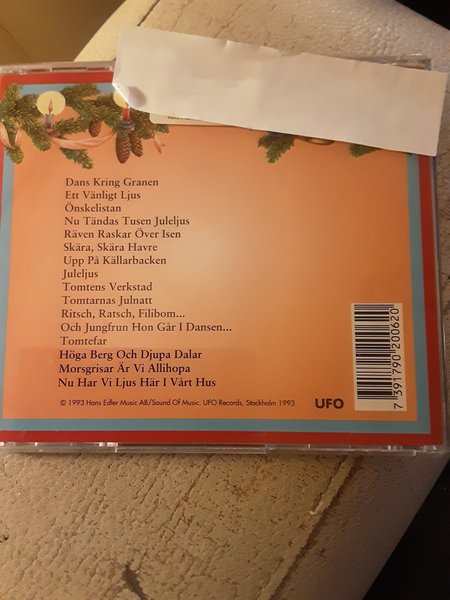 Dans Kring Granen
Ett Vänligt Ljus
Önskelistan
Nu Tändas Tusen Juleljus
Räven Raskar Över Isen
Skära, Skära Havre
Upp På Källarbacken
Juleljus
Tomtens Verkstad
Tomtarnas Julnatt
Ritsch, Ratsch, Filibom...
Och Jungfrun Hon Går I Dansen...
Tomtefar
Höga Berg Och Djupa Dalar
Morsgrisar Är Vi Allihopa
Nu Har Vi Ljus Här I Vårt Hus
© 1993 Hans Edler Music AB/Sound Of Music. UFO Records, Stockholm 1993.
UFO
7 391790 200620